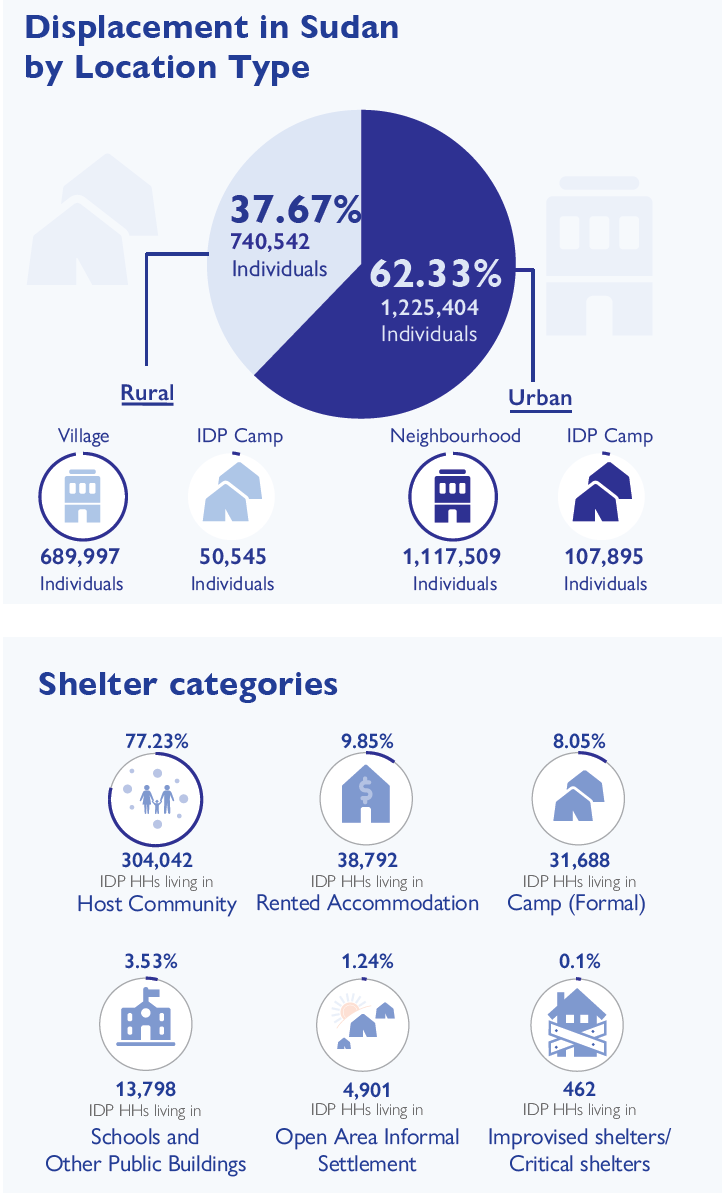 Displacement in Sudan
by Location Type
37.67%
740,542
Individuals
62.33%
1,225,404
Individuals
Rural
Urban
Village
IDP Camp
Neighbourhood
IDP Camp
689,997
50,545
1,117,509
107,895
Individuals
Individuals
Individuals
Individuals
Shelter categories
77.23%
9.85%
8.05%
$
304,042
38,792
31,688
IDP HHs living in
IDP HHs living in
IDP HHs living in
Host Community
Rented Accommodation
Camp (Formal)
3.53%
1.24%
0.1%
13,798
4,901
462
IDP HHs living in
IDP HHs living in
IDP HHs living in
Schools and
Other Public Buildings
Open Area Informal
Settlement
Improvised shelters/
Critical shelters